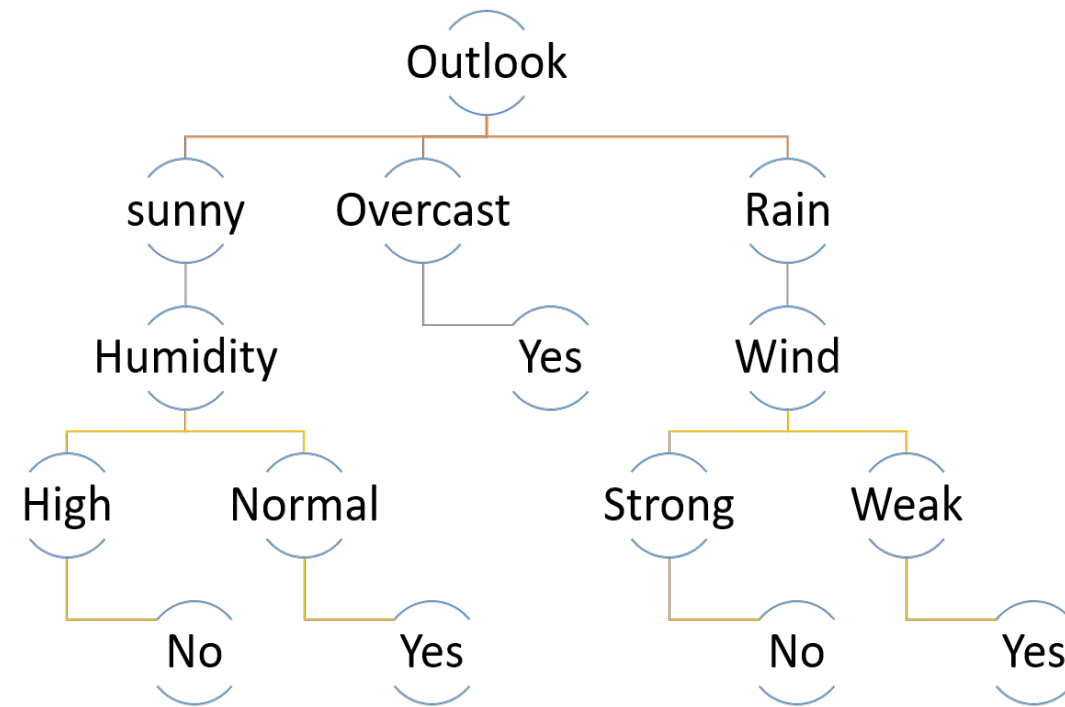 Outlook
sunny
Overcast
Rain
Humidity
Yes
Wind
High
Normal
Strong
Weak
No
Yes
No
Yes